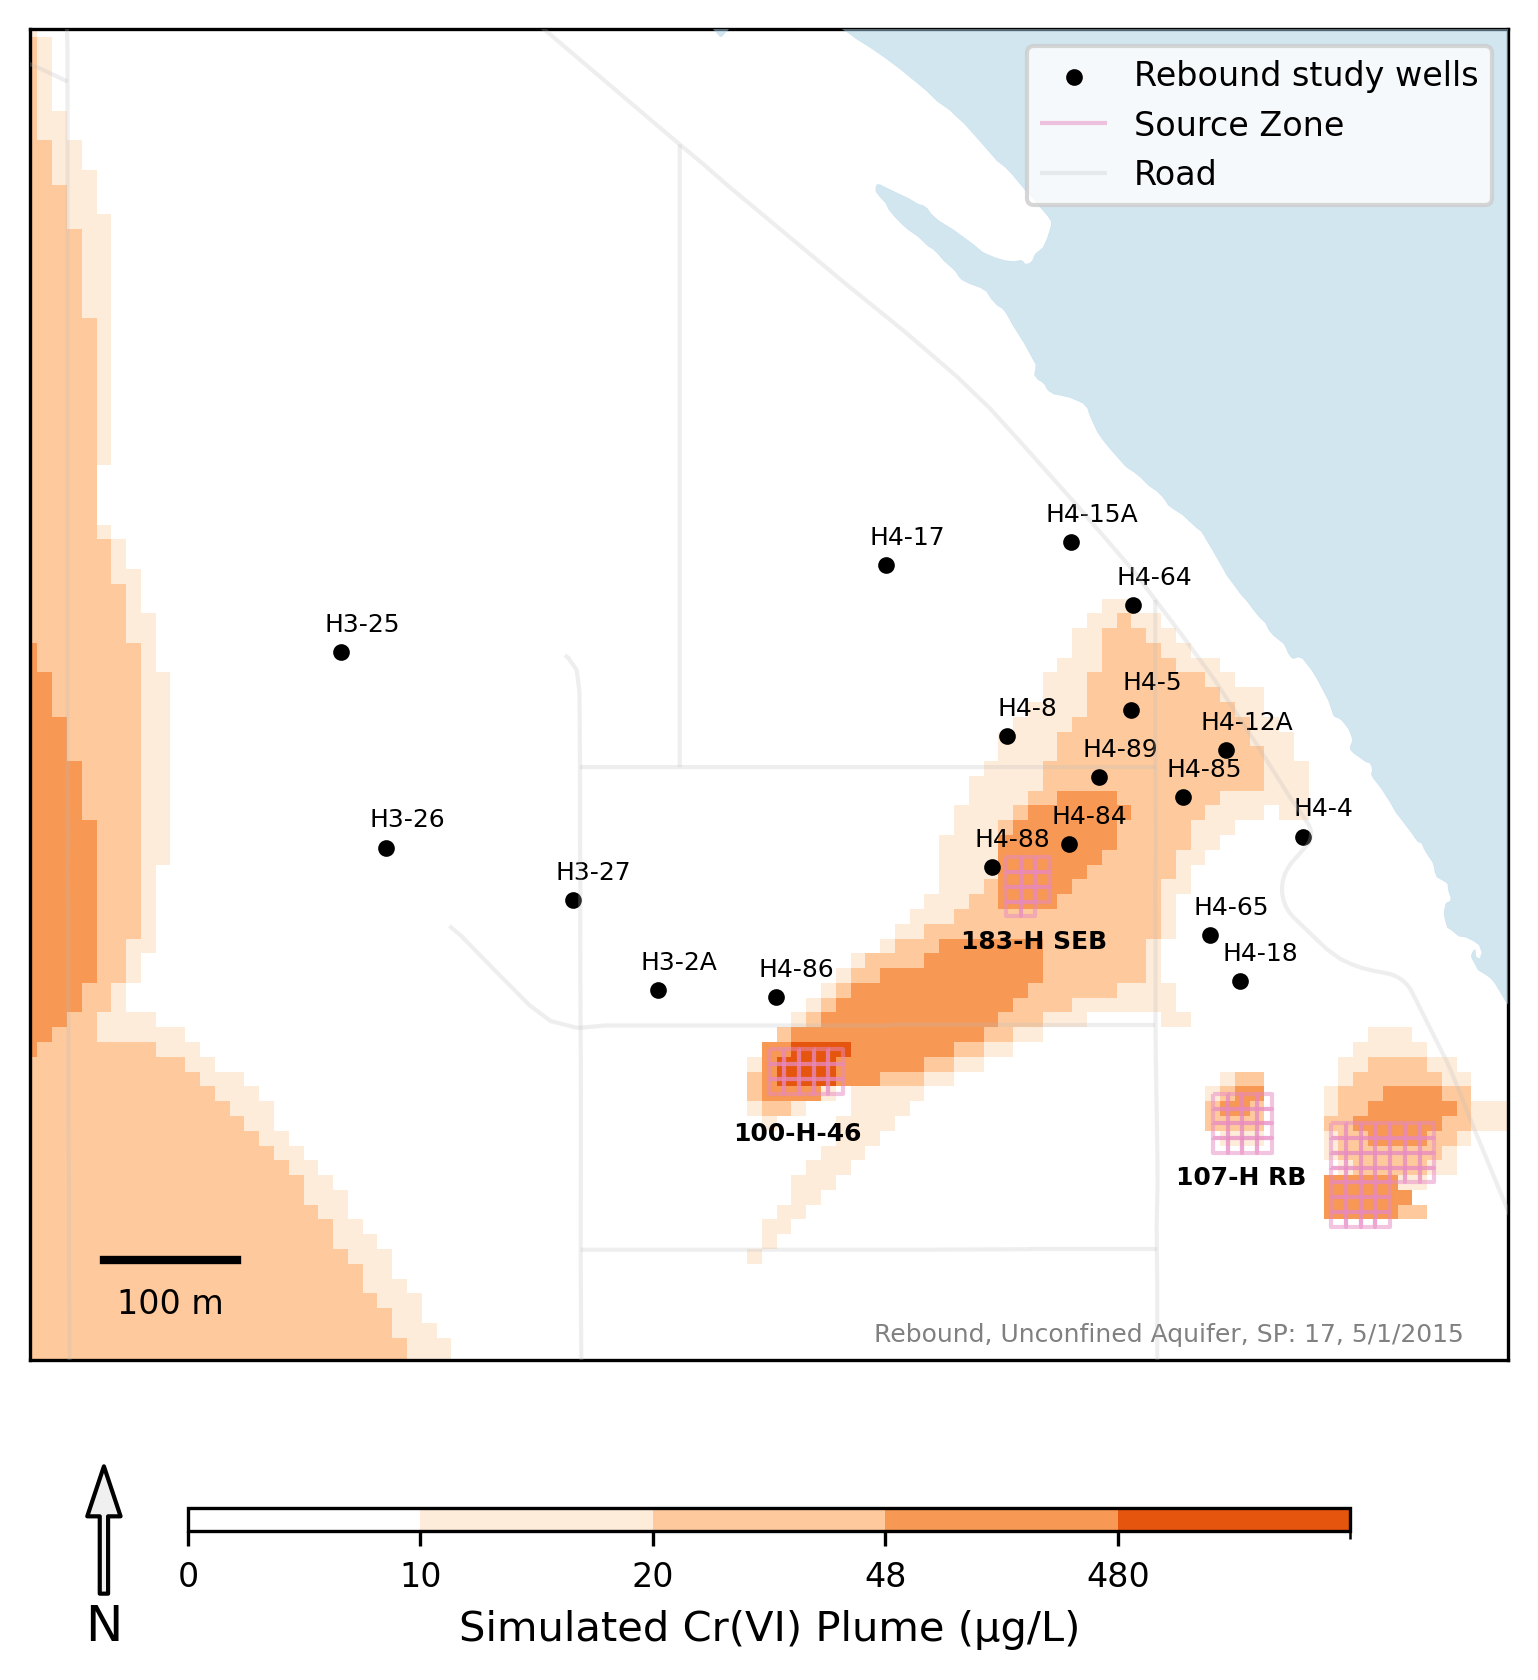 Rebound study wells
Source Zone
Road
H4-15A
H4-17
H4-64
H3-25
H4-5
H4-8
H4-12A
H4-89
H4-85
H4-4
H4-84
H3-26
H4-88
H3-27
H4-65
183-H SEB
H4-18
H3-2A
H4-86
100-H-46
107-H RB
100 m
Rebound, Unconfined Aquifer, SP: 17, 5/1/2015
0 10 20 48 480
N
Simulated Cr(VI) Plume (μg/L)